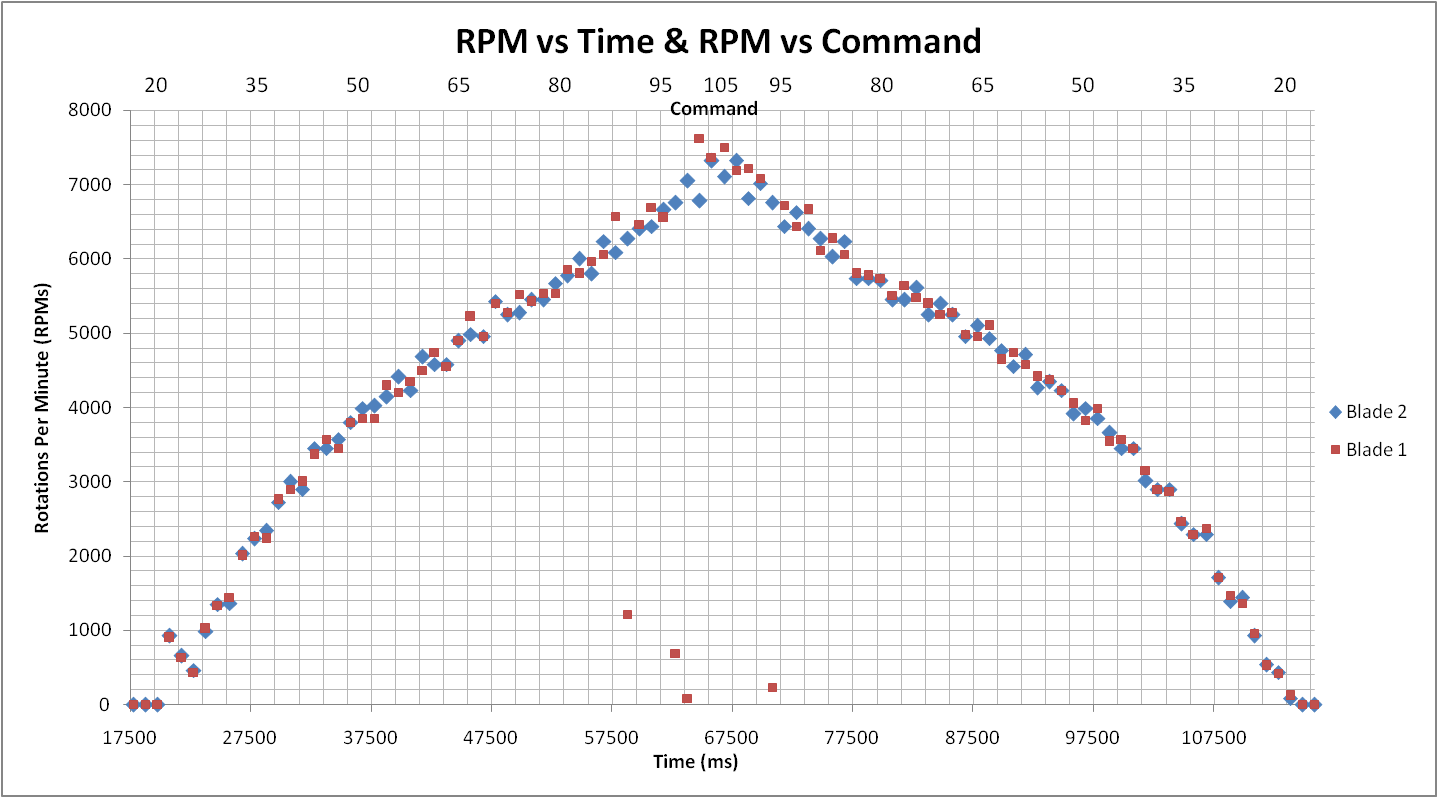 RPM vs Time & RPM vs Command
20 35 50 65 80 95 105 95 80 65 50 35 20
Command
8000
7000
6000
5000
4000
3000
2000
1000
0
Rotations Per Minute (RPMs)
Blade 2
Blade 1
17500 27500 37500 47500 57500 67500 77500 87500 97500 107500
Time (ms)